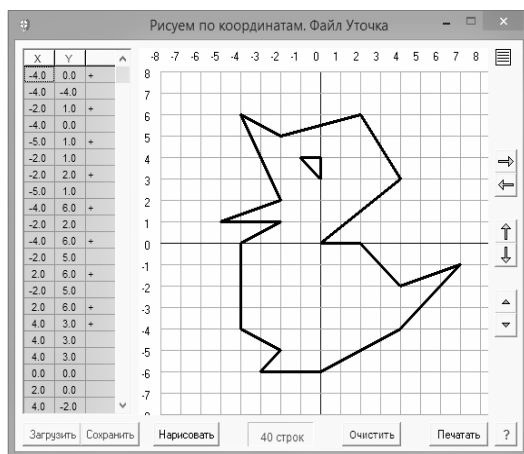 Рисуем по координатам. Файл Уточка
X Y
-4.0 0.0 +
-4.0 -4.0
-2.0 1.0 +
-4.0 0.0
-5.0 1.0 +
-2.0 1.0
-2.0 2.0 +
-5.0 1.0
-4.0 6.0 +
-2.0 2.0
-4.0 6.0 +
-2.0 5.0
2.0 6.0 +
-2.0 5.0
2.0 6.0 +
4.0 3.0 +
4.0 3.0
4.0 3.0
0.0 0.0
2.0 0.0
4.0 -2.0
-8 -7 -6 -5 -4 -3 -2 -1 0 1 2 3 4 5 6 7 8
8
7
6
5
4
3
2
1
0
-1
-2
-3
-4
-5
-6
-7
Загрузить Сохранить Нарисовать 40 строк Очистить Печатать ?